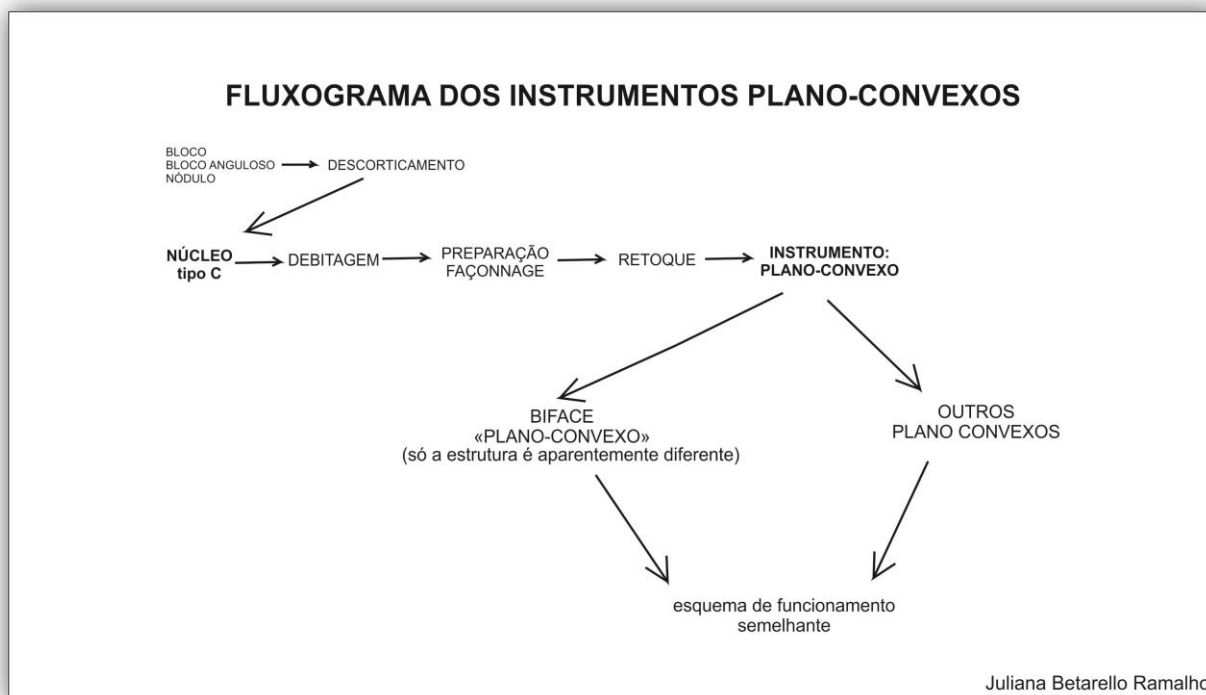 FLUXOGRAMA DOS INSTRUMENTOS PLANO-CONVEXOS
BLOCO
BLOCO ANGULOSO
NÓDULO
DESCORTICAMENTO
NÚCLEO
tipo C
DEBITAGEM
PREPARAÇÃO
FAÇONNAGE
RETOQUE
INSTRUMENTO:
PLANO-CONVEXO
BIFACE
«PLANO-CONVEXO»
(só a estrutura é aparentemente diferente)
OUTROS
PLANO CONVEXOS
esquema de funcionamento
semelhante
Juliana Betarello Ramalho